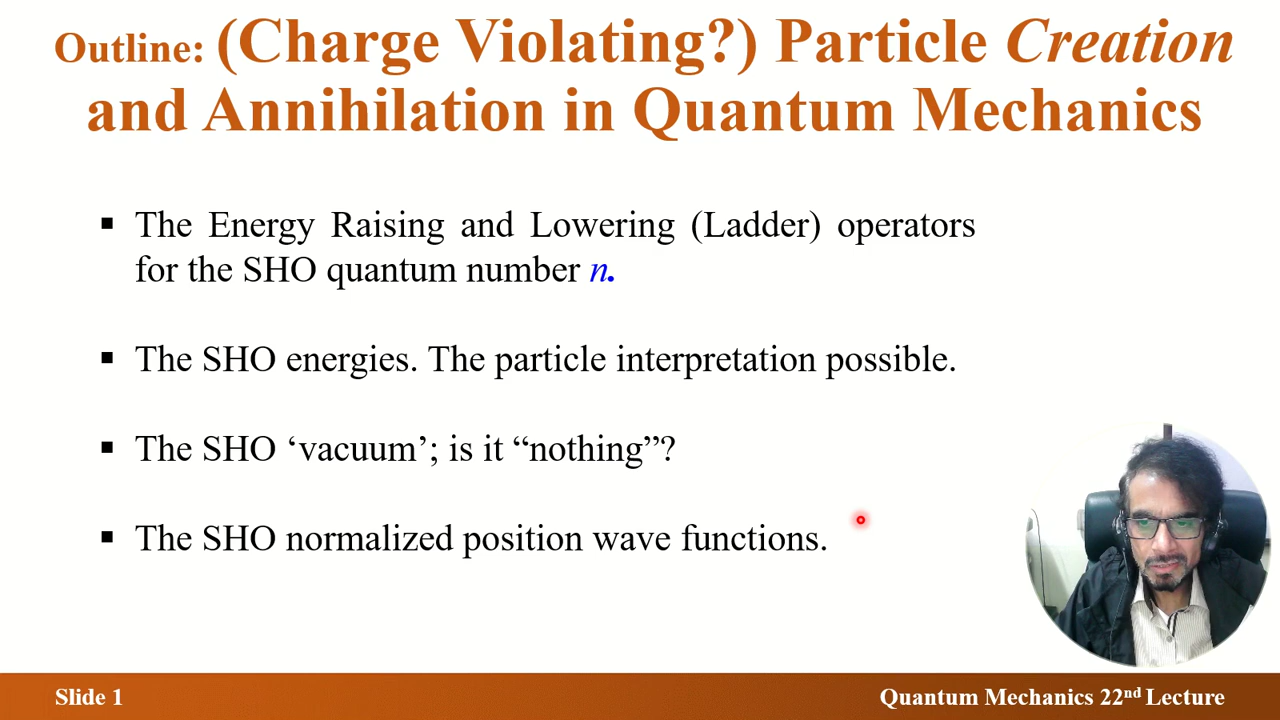 Outline: (Charge Violating?) Particle Creation
and Annihilation in Quantum Mechanics
▪ The Energy Raising and Lowering (Ladder) operators
for the SHO quantum number n.
▪ The SHO energies. The particle interpretation possible.
▪ The SHO ‘vacuum’; is it “nothing”?
▪ The SHO normalized position wave functions.
Slide 1
Quantum Mechanics 22nd Lecture